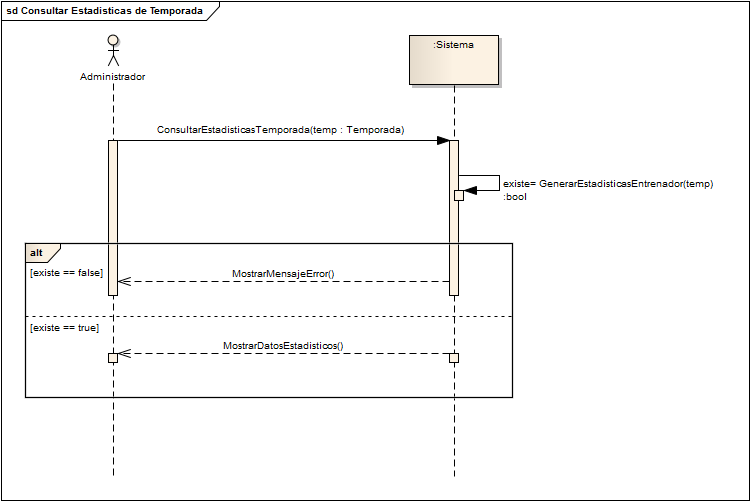 sd Consultar Estadisticas de Temporada
Administrador
:Sistema
ConsultarEstadisticasTemporada(temp : Temporada)
existe= GenerarEstadisticasEntrenador(temp)
:bool
alt
[existe == false]
MostrarMensajeError()
[existe == true]
MostrarDatosEstadisticos()